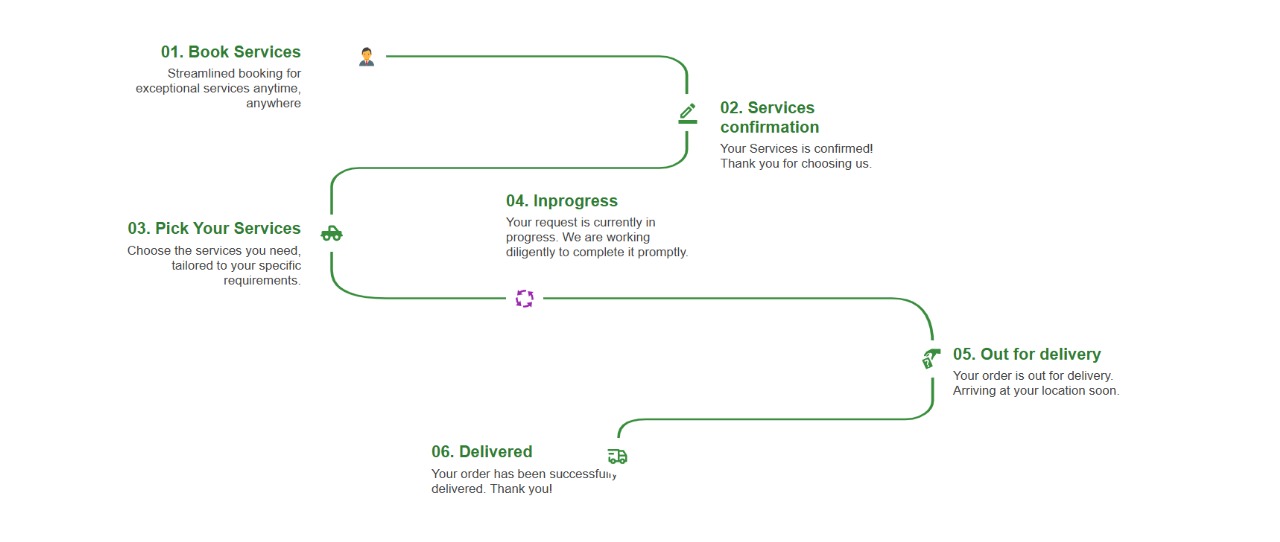 01. Book Services
Streamlined booking for
exceptional services anytime,
anywhere
02. Services
confirmation
Your Services is confirmed!
Thank you for choosing us.
03. Pick Your Services
Choose the services you need,
tailored to your specific
requirements.
04. Inprogress
Your request is currently in
progress. We are working
diligently to complete it promptly.
05. Out for delivery
Your order is out for delivery.
Arriving at your location soon.
06. Delivered
Your order has been successfully
delivered. Thank you!